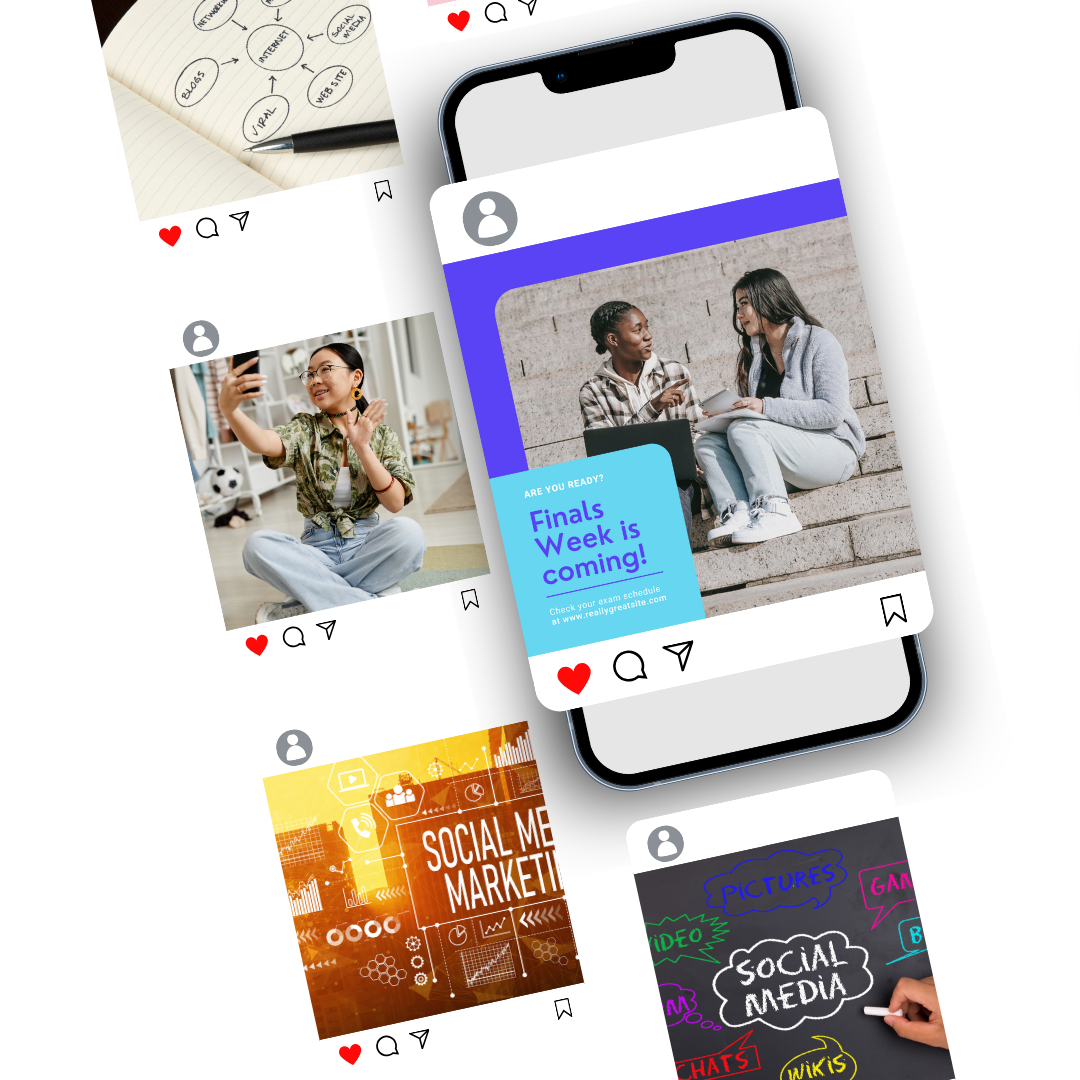 SOCIAL
MEDIA
INTERNET
BLOGS
WEB SITE
VIRAL
ARE YOU READY?
Finals
Week is
coming!
Check your exam schedule
at www.reallygreatsite.com
SOCIAL ME
MARKETI
PICTURES
GAM
VIDEO
B
SOCIAL
MEDIA
M
CHATS
WIKIS